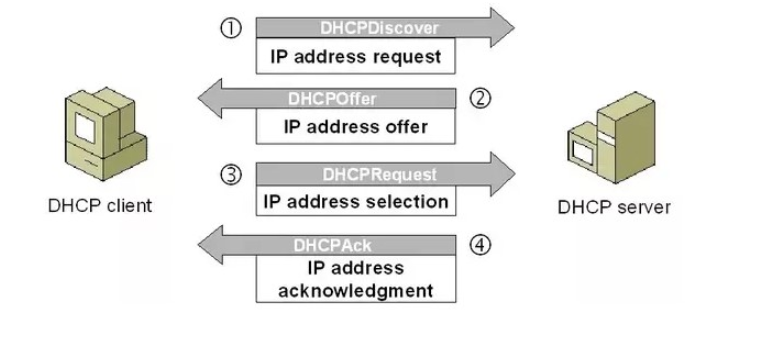 ① DHCPDiscover
IP address request
DHCPOffer ②
IP address offer
③ DHCPRequest
IP address selection
DHCP client
DHCP server
DHCPAck ④
IP address
acknowledgment